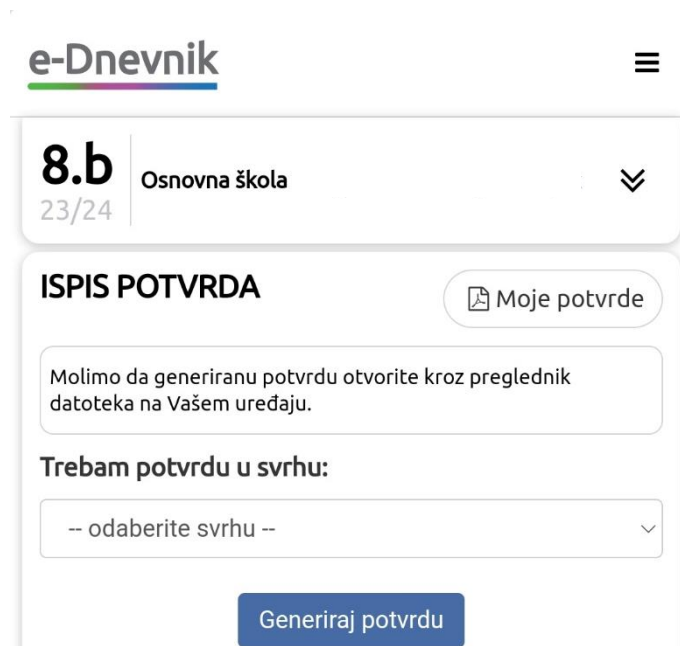 e-Dnevnik
8.b
23/24
Osnovna škola
ISPIS POTVRDA
Moje potvrde
Molimo da generiranu potvrdu otvorite kroz preglednik
datoteka na Vašem uređaju.
Trebam potvrdu u svrhu:
-- odaberite svrhu --
Generiraj potvrdu